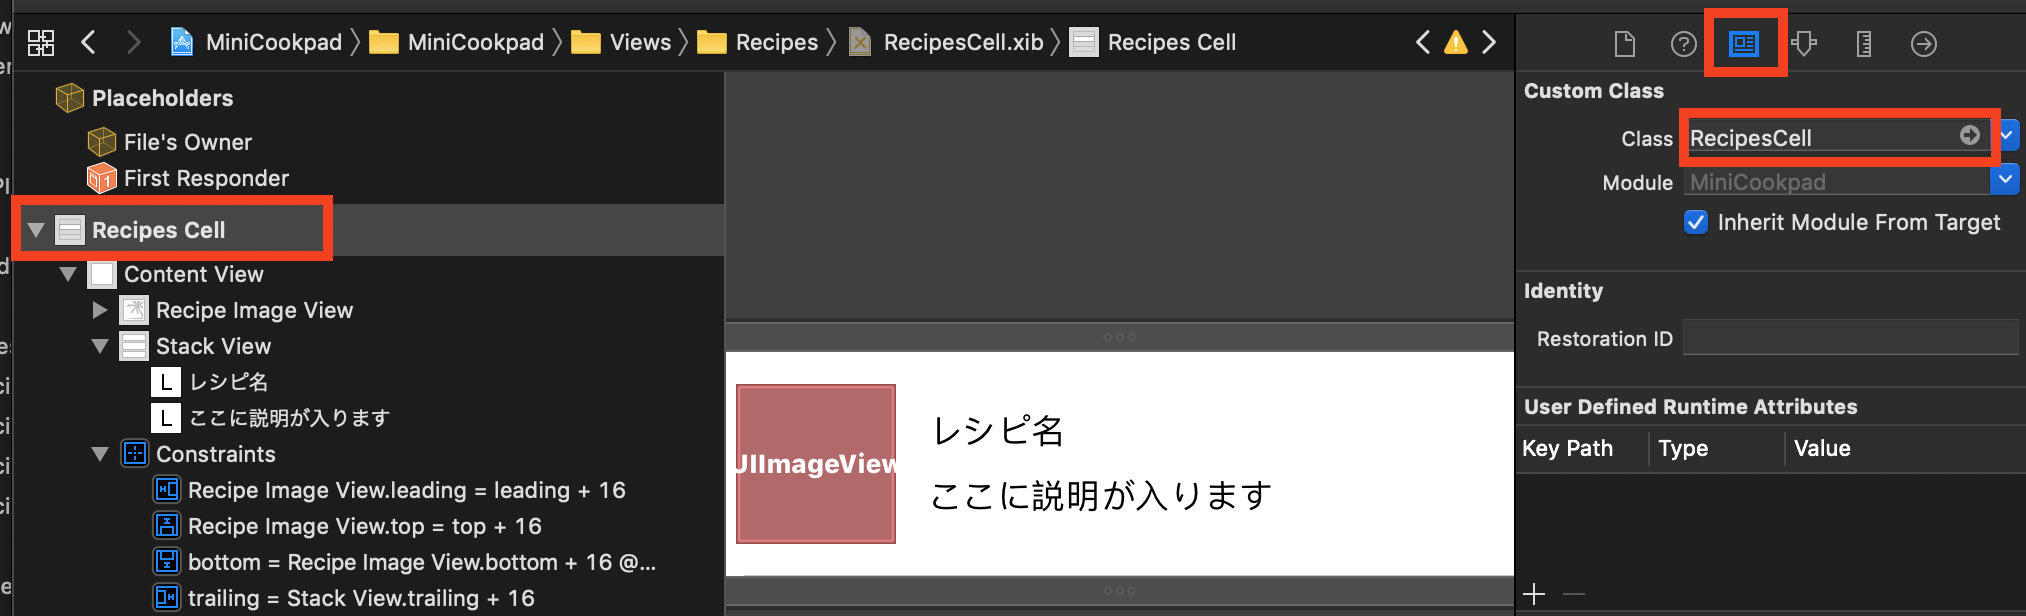 MiniCookpad MiniCookpad Views Recipes RecipesCell.xib Recipes Cell
Placeholders
File's Owner
First Responder
Recipes Cell
Content View
Recipe Image View
Stack View
L レシピ名
L ここに説明が入ります
Constraints
Recipe Image View.leading = leading + 16
Recipe Image View.top = top + 16
bottom = Recipe Image View.bottom + 16 @...
trailing = Stack View.trailing + 16
UIImageView
レシピ名
ここに説明が入ります
Custom Class
Class RecipesCell
Module MiniCookpad
Inherit Module From Target
Identity
Restoration ID
User Defined Runtime Attributes
Key Path Type Value